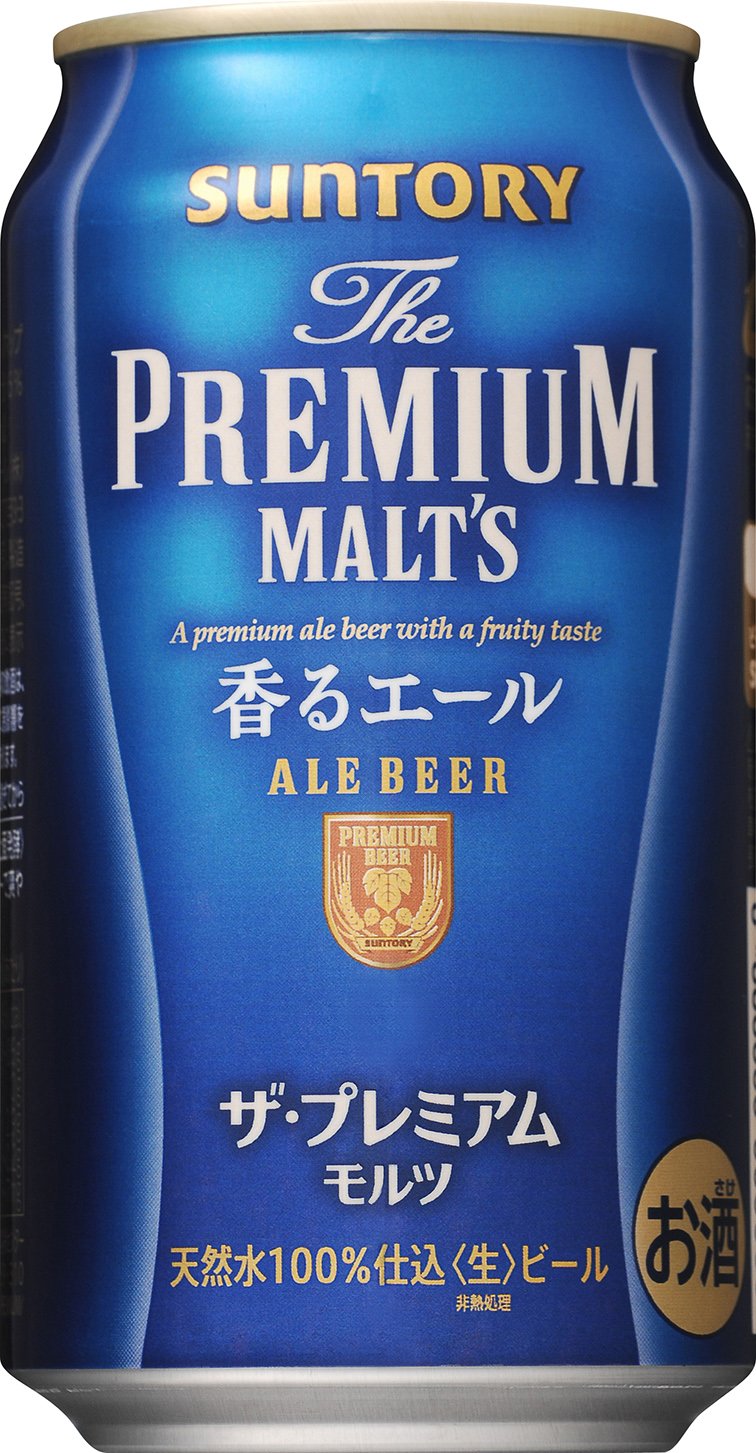 SUNTORY
The
PREMIUM
MALT'S
A premium ale beer with a fruity taste
香るエール
ALE BEER
PREMIUM
BEER
SUNTORY
ザ・プレミアム
モルツ
さけ
お酒
天然水100%仕込〈生〉ビール
非熱処理